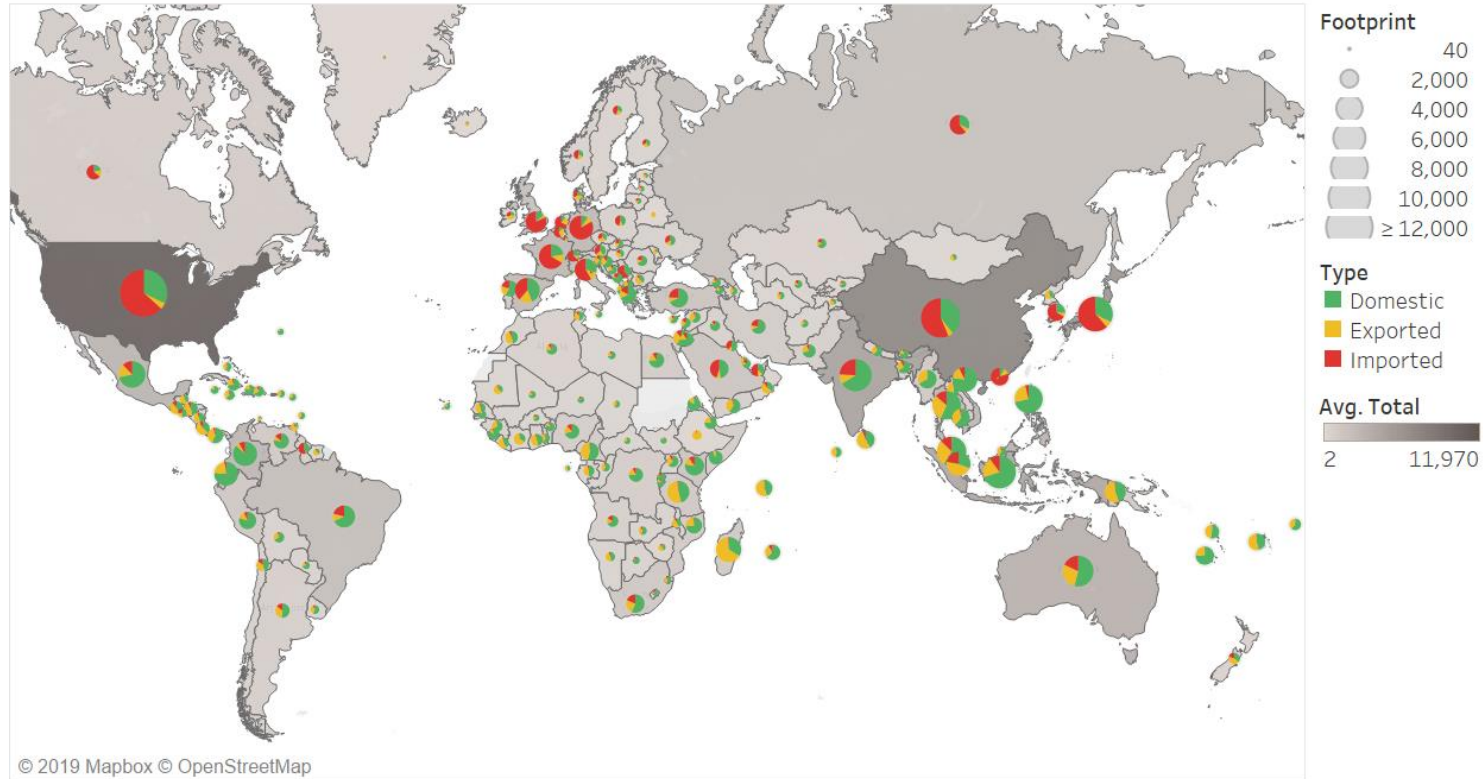 Footprint
40
2,000
4,000
6,000
8,000
10,000
≥ 12,000
Type
Domestic
Exported
Imported
Avg. Total
2 11,970
© 2019 Mapbox © OpenStreetMap